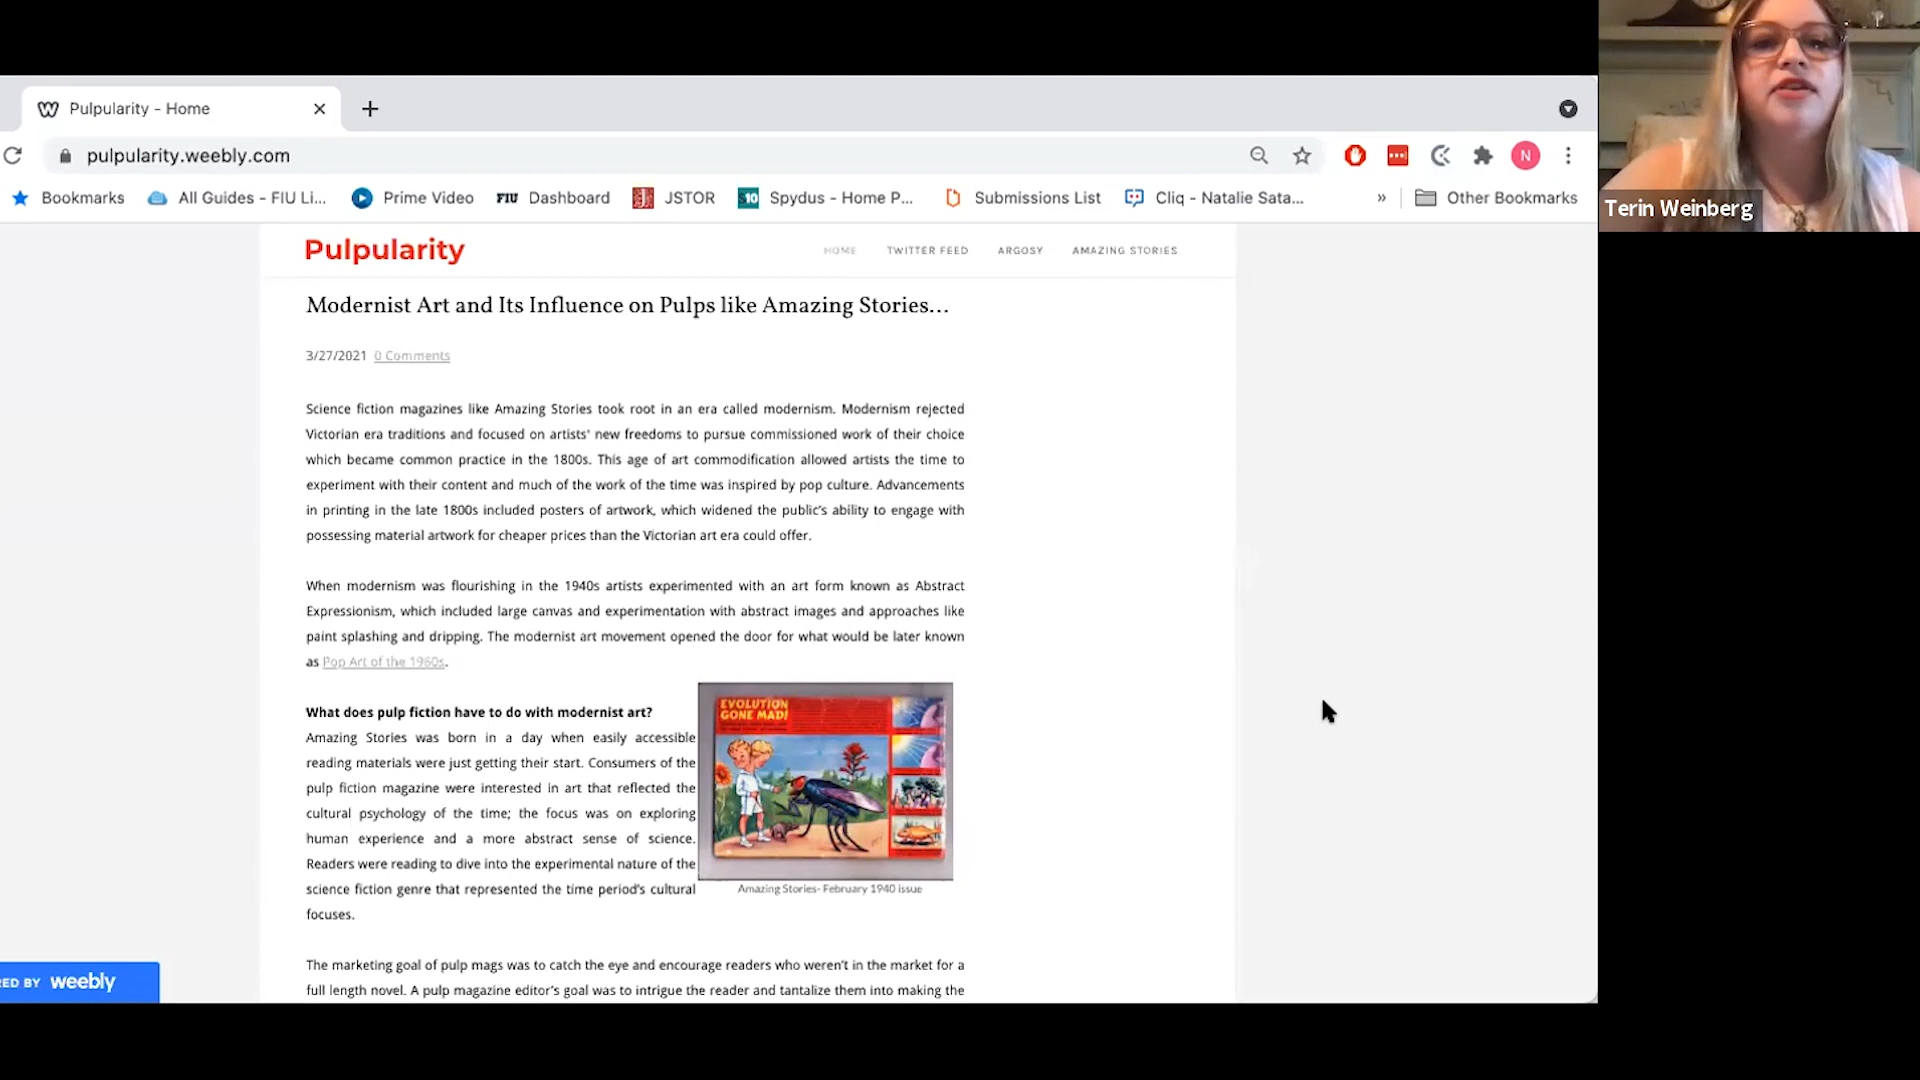 Pulpularity - Home
pulpularity.weebly.com
N
Bookmarks
All Guides - FIU Li...
Prime Video
FIU Dashboard
JSTOR
10 Spydus - Home P...
Submissions List
Cliq - Natalie Sata...
»
Other Bookmarks
Terin Weinberg
Pulpularity
HOME
TWITTER FEED
ARGOSY
AMAZING STORIES
Modernist Art and Its Influence on Pulps like Amazing Stories...
3/27/2021 0 Comments
Science fiction magazines like Amazing Stories took root in an era called modernism. Modernism rejected
Victorian era traditions and focused on artists' new freedoms to pursue commissioned work of their choice
which became common practice in the 1800s. This age of art commodification allowed artists the time to
experiment with their content and much of the work of the time was inspired by pop culture. Advancements
in printing in the late 1800s included posters of artwork, which widened the public's ability to engage with
possessing material artwork for cheaper prices than the Victorian art era could offer.
When modernism was flourishing in the 1940s artists experimented with an art form known as Abstract
Expressionism, which included large canvas and experimentation with abstract images and approaches like
paint splashing and dripping. The modernist art movement opened the door for what would be later known
as Pop Art of the 1960s.
What does pulp fiction have to do with modernist art?
Amazing Stories was born in a day when easily accessible
reading materials were just getting their start. Consumers of the
pulp fiction magazine were interested in art that reflected the
cultural psychology of the time; the focus was on exploring
human experience and a more abstract sense of science.
Readers were reading to dive into the experimental nature of the
science fiction genre that represented the time period's cultural
focuses.
EVOLUTION
GONE MAD!
Amazing Stories- February 1940 issue
The marketing goal of pulp mags was to catch the eye and encourage readers who weren't in the market for a
full length novel. A pulp magazine editor's goal was to intrigue the reader and tantalize them into making the
RED BY weebly